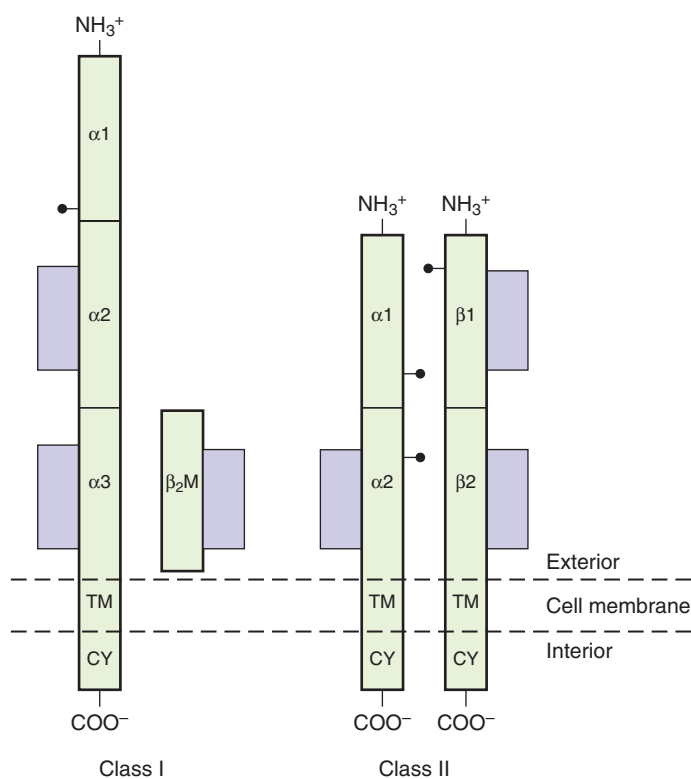 NH₃⁺
α1
α2
α3
β₂M
TM
CY
COO⁻
Class I
NH₃⁺
NH₃⁺
α1
β1
α2
β2
TM
TM
CY
CY
COO⁻
COO⁻
Class II
Exterior
Cell membrane
Interior